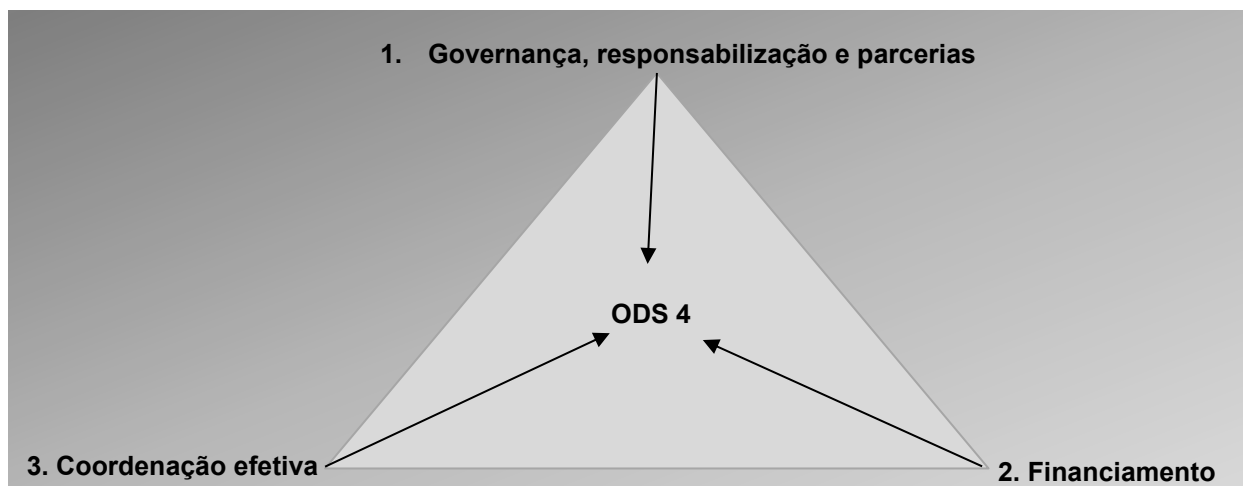 1. Governança, responsabilização e parcerias
ODS 4
3. Coordenação efetiva
2. Financiamento